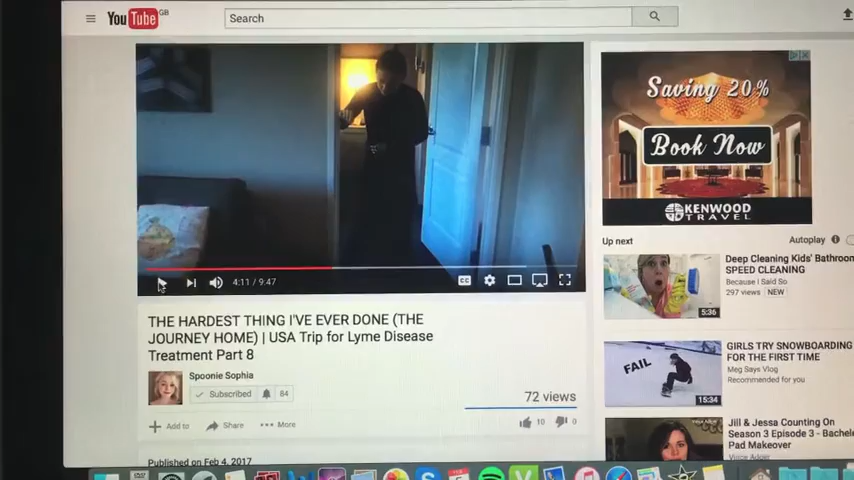 YouTube GB
Search
Saving 20%
Book Now
KENWOOD
TRAVEL
4:11 / 9:47
CC
Up next
Autoplay
Deep Cleaning Kids' Bathroom
SPEED CLEANING
Because I Said So
297 views NEW
5:36
THE HARDEST THING I'VE EVER DONE (THE
JOURNEY HOME) | USA Trip for Lyme Disease
Treatment Part 8
Spoonie Sophia
Subscribed 84
72 views
Add to
Share
More
10
0
Published on Feb 4, 2017
FAIL
GIRLS TRY SNOWBOARDING
FOR THE FIRST TIME
Meg Says Vlog
Recommended for you
15:34
Jill & Jessa Counting On
Season 3 Episode 3 - Bachelo
Pad Makeover